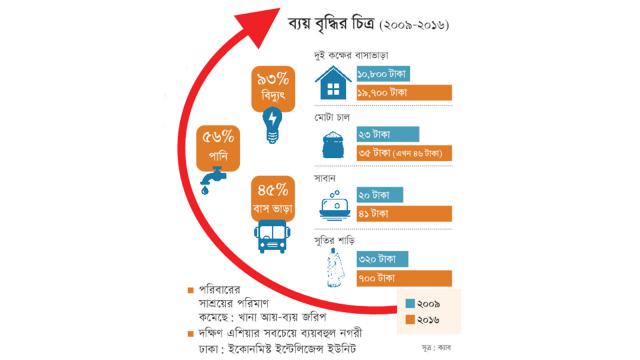 ব্যয় বৃদ্ধির চিত্র (২০০৯-২০১৬)
৯৩%
বিদ্যুৎ
৫৬%
পানি
৪৫%
বাস ভাড়া
দুই কক্ষের বাসাভাড়া
১০,৮০০ টাকা
১৯,৭০০ টাকা
মোটা চাল
২৩ টাকা
৩৫ টাকা (এখন ৪৬ টাকা)
সাবান
২০ টাকা
৪১ টাকা
সুতির শাড়ি
৩২০ টাকা
৭০০ টাকা
২০০৯
২০১৬
পরিবারের
সাশ্রয়ের পরিমাণ
কমেছে : খানা আয়-ব্যয় জরিপ
দক্ষিণ এশিয়ার সবচেয়ে ব্যয়বহুল নগরী
ঢাকা : ইকোনমিস্ট ইন্টেলিজেন্স ইউনিট
সূত্র : ক্যাব